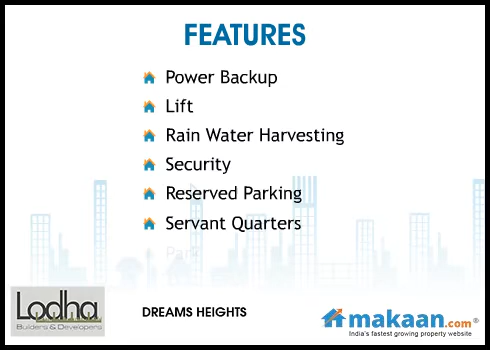 FEATURES
Power Backup
Lift
Rain Water Harvesting
Security
Reserved Parking
Servant Quarters
Lodha
Builders & Developers
DREAMS HEIGHTS
makaan.com®
India's fastest growing property website